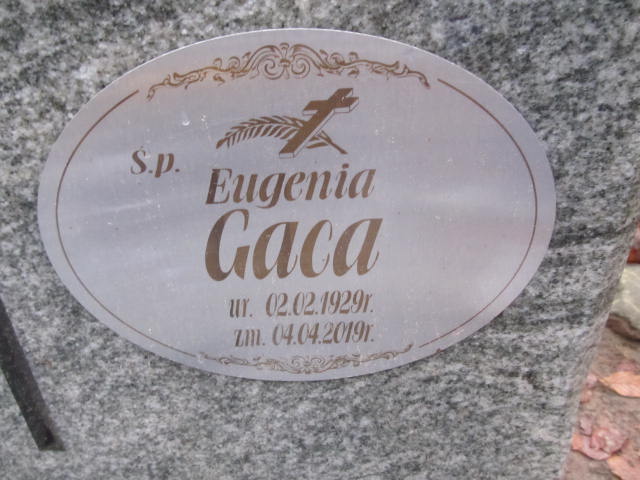 Ś.p.
Eugenia
Gaca
ur. 02.02.1929r.
zm. 04.04.2019r.